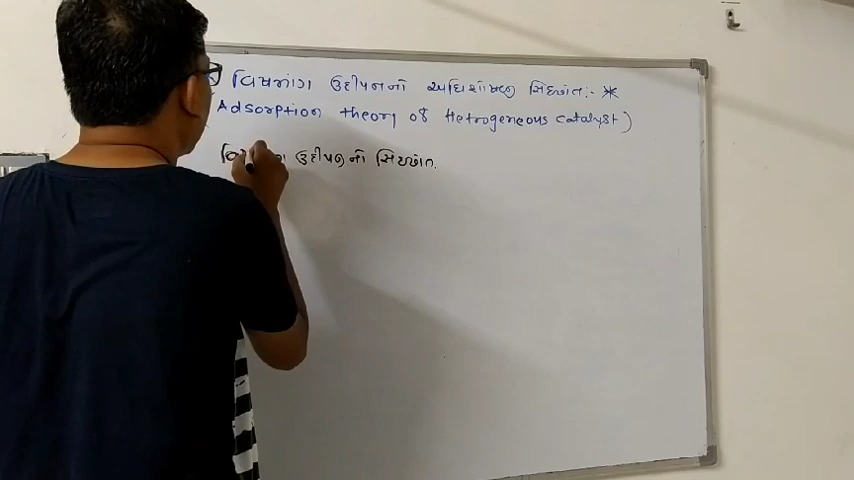 વિષમાંગ ઉદ્દીપનનો અધિશોષણ સિદ્ધાંત :- *
Adsorption theory of Hetrogeneous catalyst)
ઉદ્દીપનનો સિદ્ધાંત.